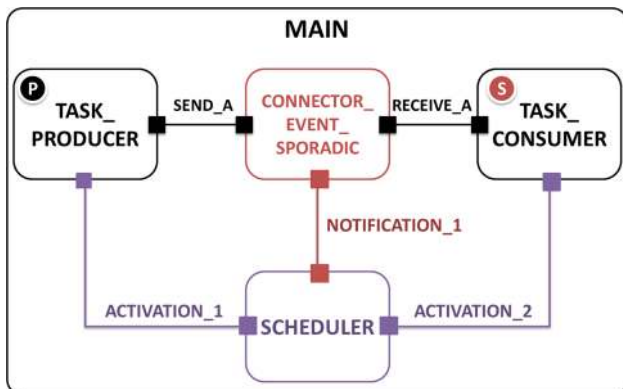 MAIN
P
S
TASK_
PRODUCER
SEND_A
CONNECTOR_
EVENT_
SPORADIC
RECEIVE_A
TASK_
CONSUMER
NOTIFICATION_1
ACTIVATION_1
SCHEDULER
ACTIVATION_2